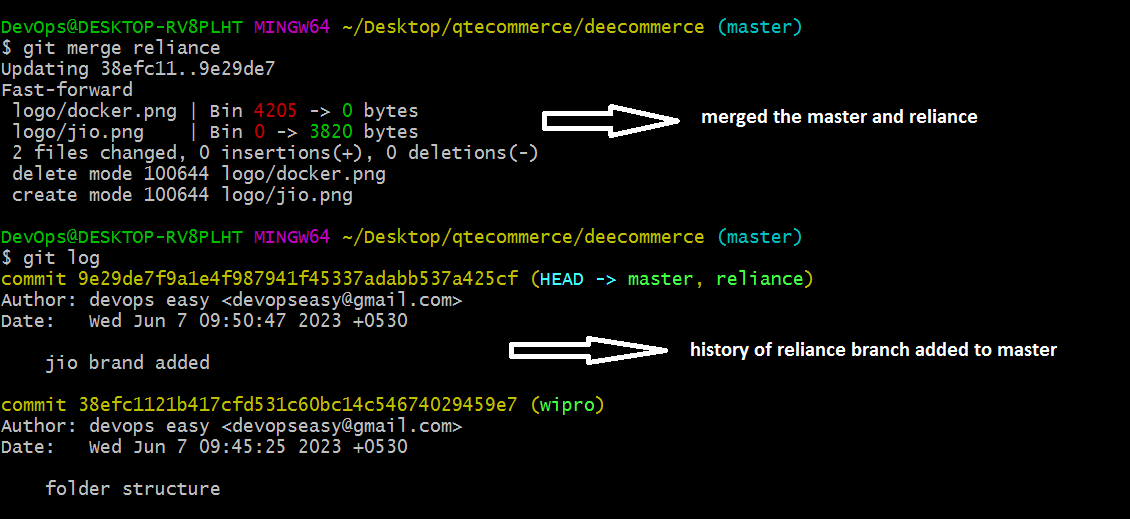 DevOps@DESKTOP-RV8PLHT MINGW64 ~/Desktop/qtecommerce/deecommerce (master)
$ git merge reliance
Updating 38efc11..9e29de7
Fast-forward
 logo/docker.png | Bin 4205 -> 0 bytes
 logo/jio.png    | Bin 0 -> 3820 bytes
 2 files changed, 0 insertions(+), 0 deletions(-)
 delete mode 100644 logo/docker.png
 create mode 100644 logo/jio.png
merged the master and reliance
DevOps@DESKTOP-RV8PLHT MINGW64 ~/Desktop/qtecommerce/deecommerce (master)
$ git log
commit 9e29de7f9a1e4f987941f45337adabb537a425cf (HEAD -> master, reliance)
Author: devops easy <devopseasy@gmail.com>
Date:   Wed Jun 7 09:50:47 2023 +0530
    jio brand added
history of reliance branch added to master
commit 38efc1121b417cfd531c60bc14c54674029459e7 (wipro)
Author: devops easy <devopseasy@gmail.com>
Date:   Wed Jun 7 09:45:25 2023 +0530
    folder structure